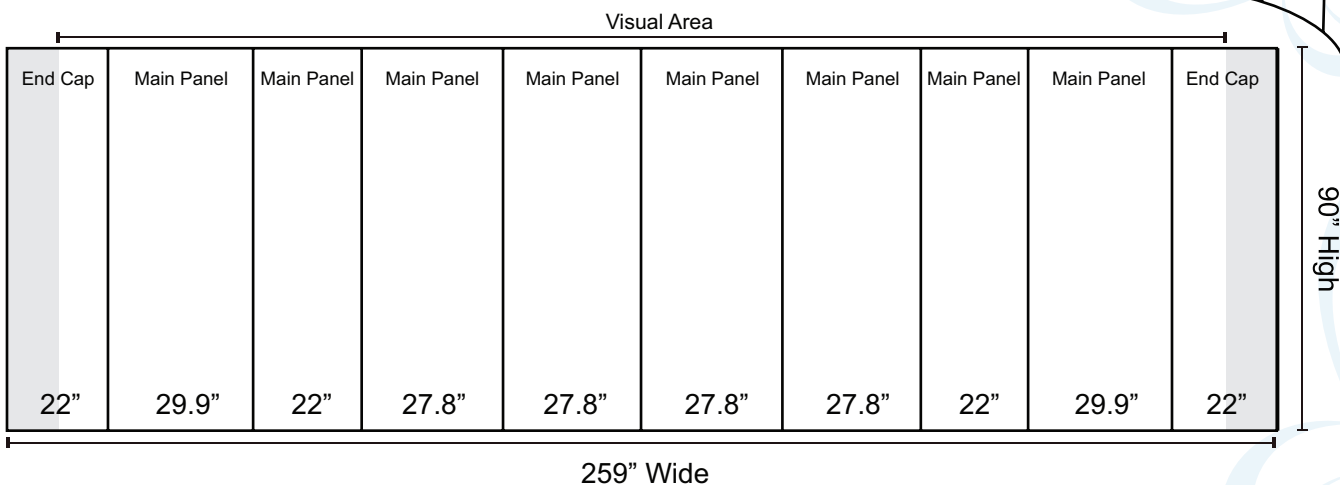 Visual Area
End Cap Main Panel Main Panel Main Panel Main Panel Main Panel Main Panel Main Panel Main Panel End Cap
22” 29.9” 22” 27.8” 27.8” 27.8” 27.8” 22” 29.9” 22”
90” High
259” Wide